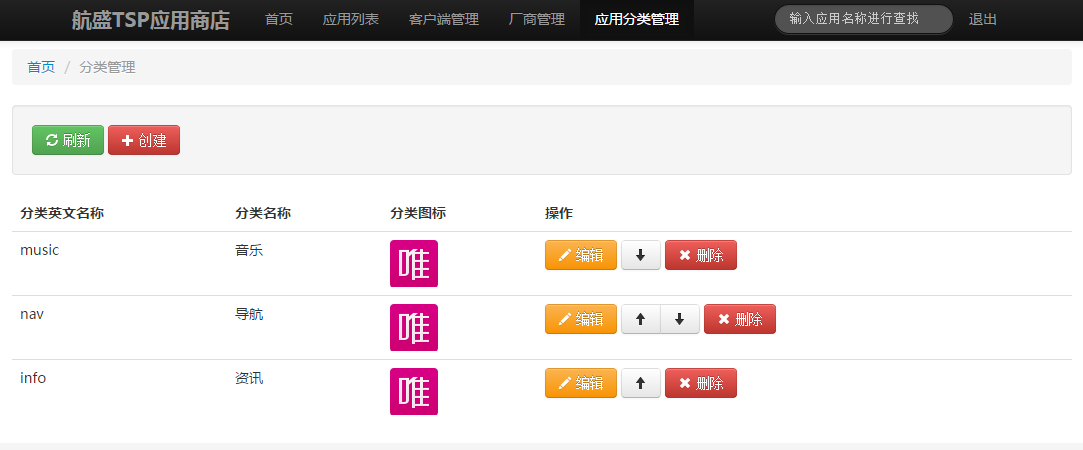 航盛TSP应用商店 首页 应用列表 客户端管理 厂商管理 应用分类管理 输入应用名称进行查找 退出
首页 / 分类管理
刷新 创建
分类英文名称 分类名称 分类图标 操作
music 音乐 唯 编辑 删除
nav 导航 唯 编辑 删除
info 资讯 唯 编辑 删除